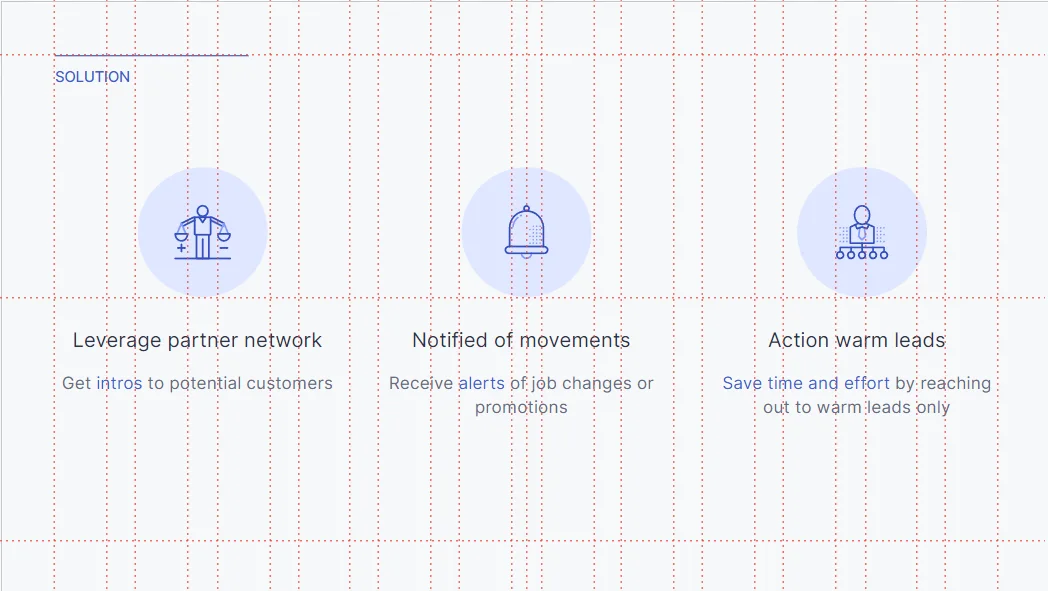 SOLUTION
Leverage partner network
Get intros to potential customers
Notified of movements
Receive alerts of job changes or
promotions
Action warm leads
Save time and effort by reaching
out to warm leads only